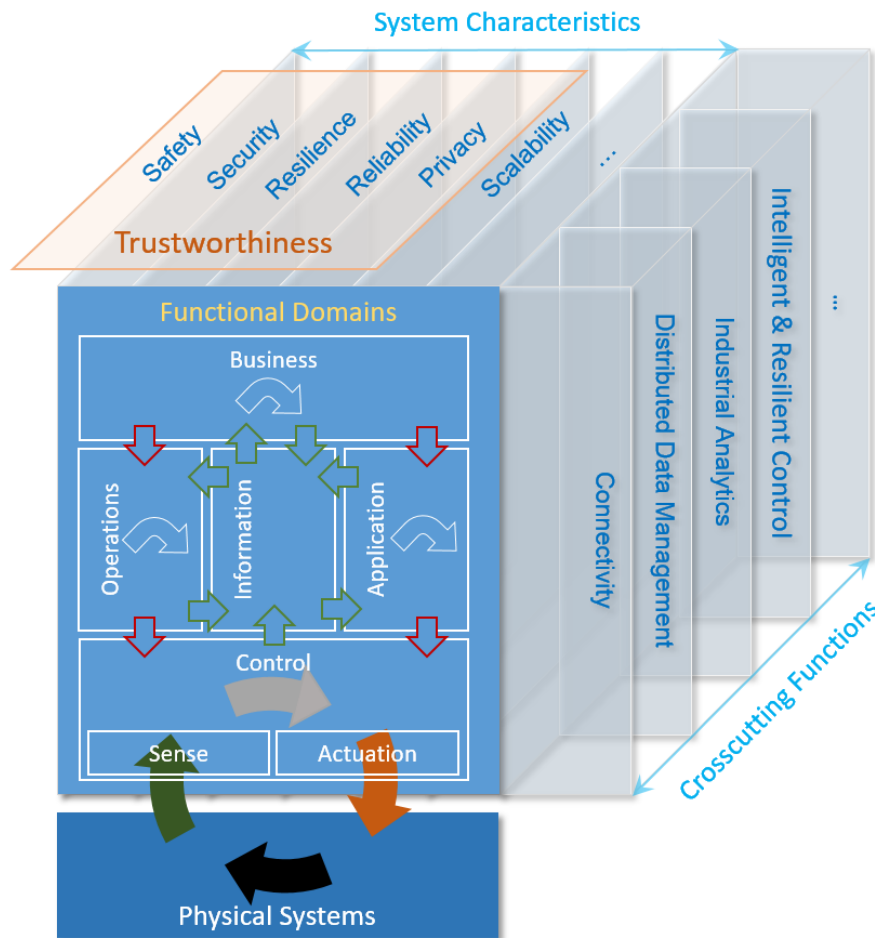 System Characteristics
Safety
Security
Resilience
Reliability
Privacy
Scalability
...
Trustworthiness
Functional Domains
Business
Operations
Information
Application
Control
Sense
Actuation
Physical Systems
Connectivity
Distributed Data Management
Industrial Analytics
Intelligent & Resilient Control
...
Crosscutting Functions